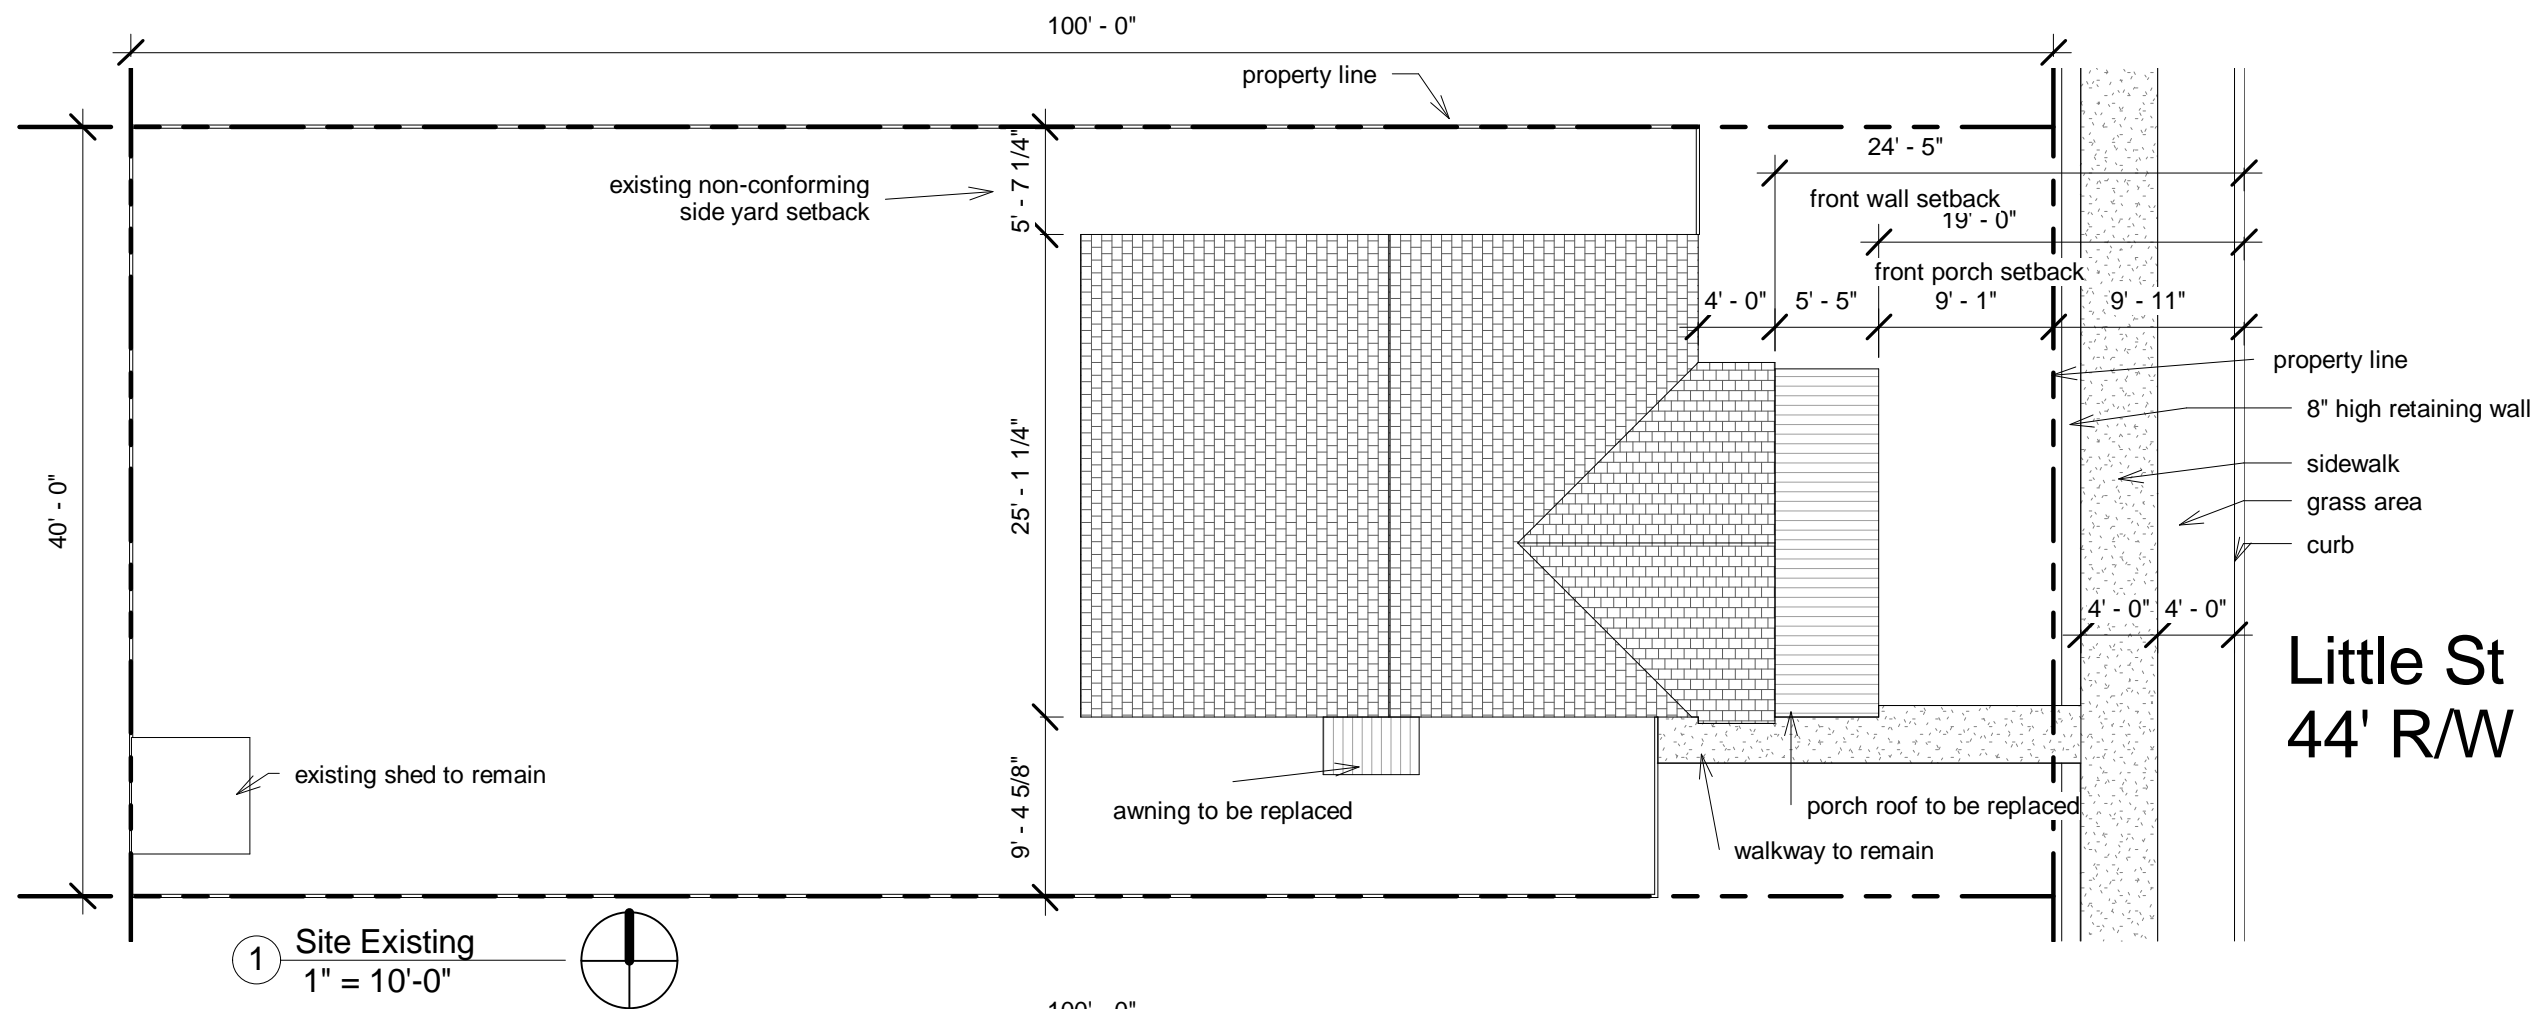 100' - 0"
property line
24' - 5"
5' - 7 1/4"
existing non-conforming
side yard setback
front wall setback
19' - 0"
front porch setback
4' - 0"
5' - 5"
9' - 1"
9' - 11"
property line
8" high retaining wall
sidewalk
grass area
curb
40' - 0"
25' - 1 1/4"
4' - 0"
4' - 0"
Little St
44' R/W
existing shed to remain
awning to be replaced
9' - 4 5/8"
porch roof to be replaced
walkway to remain
1
Site Existing
1" = 10'-0"
100' - 0"